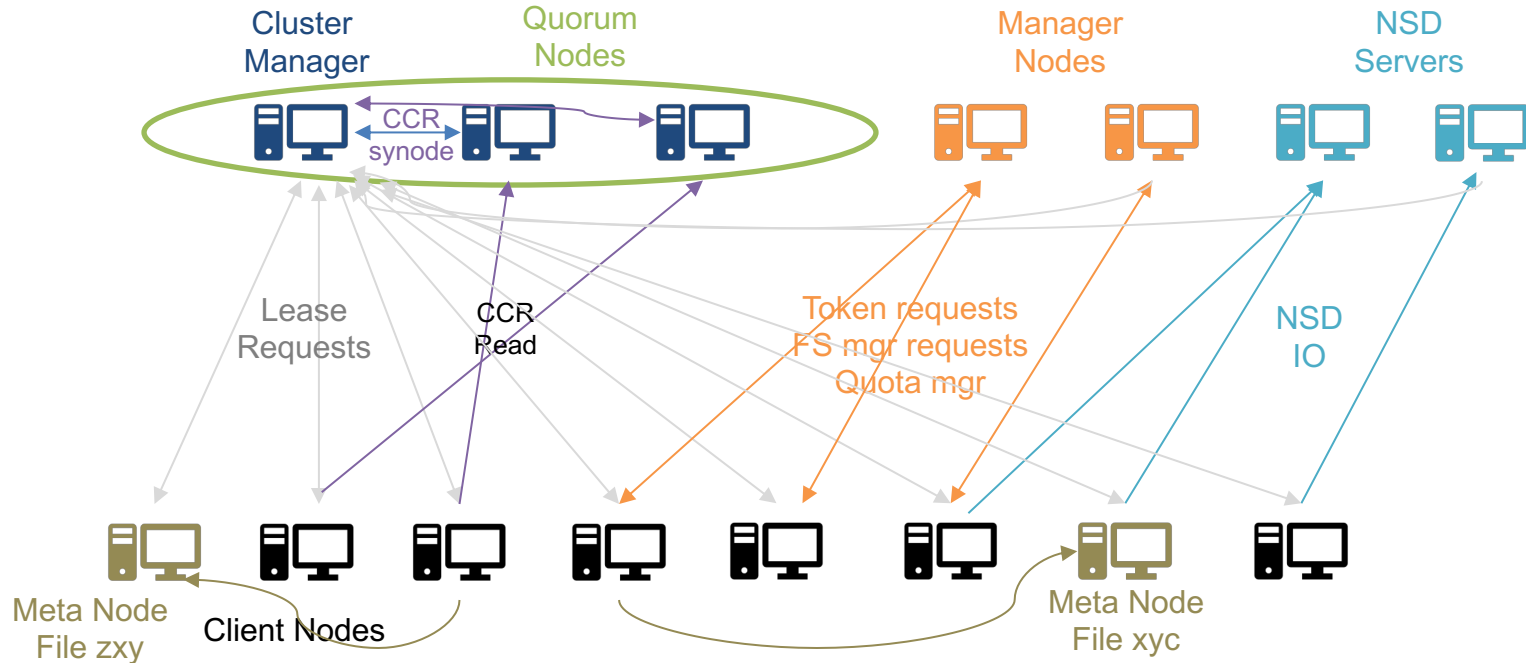 Cluster
Manager
Quorum
Nodes
Manager
Nodes
NSD
Servers
CCR
synode
Lease
Requests
CCR
Read
Token requests
FS mgr requests
Quota mgr
NSD
IO
Meta Node
File zxy
Client Nodes
Meta Node
File xyc